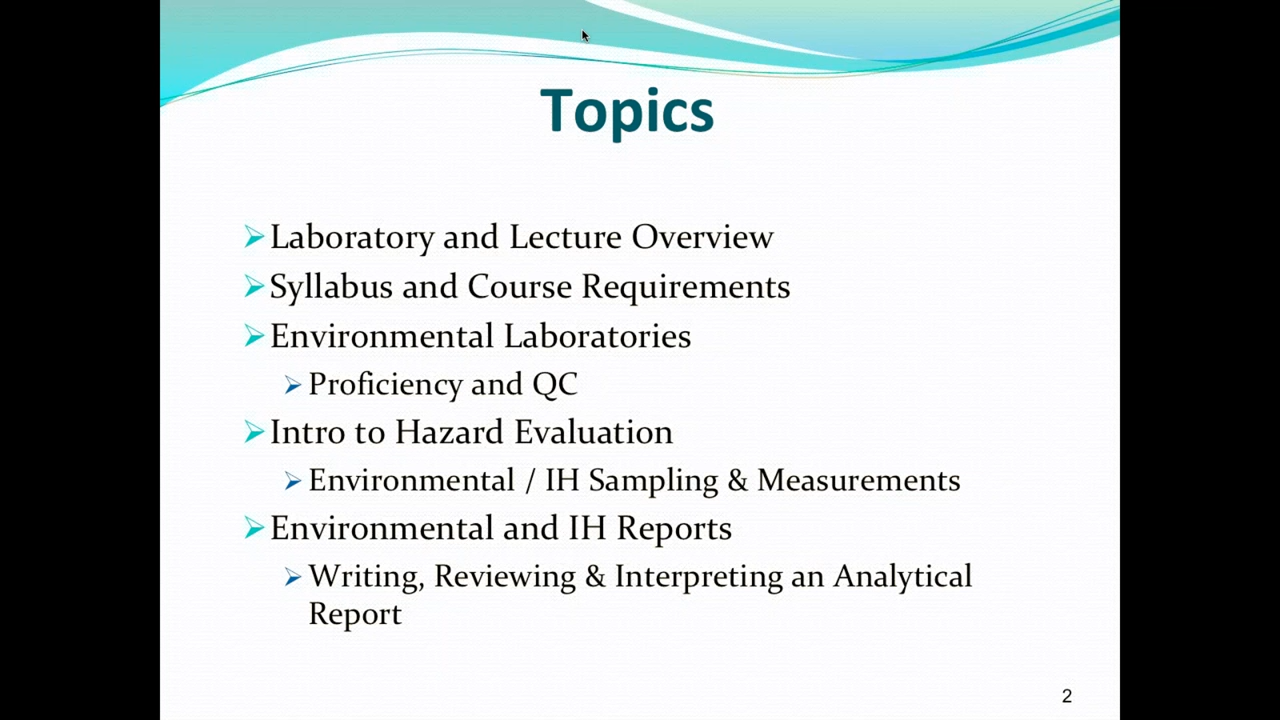 Topics
Laboratory and Lecture Overview
Syllabus and Course Requirements
Environmental Laboratories
Proficiency and QC
Intro to Hazard Evaluation
Environmental / IH Sampling & Measurements
Environmental and IH Reports
Writing, Reviewing & Interpreting an Analytical
Report
2